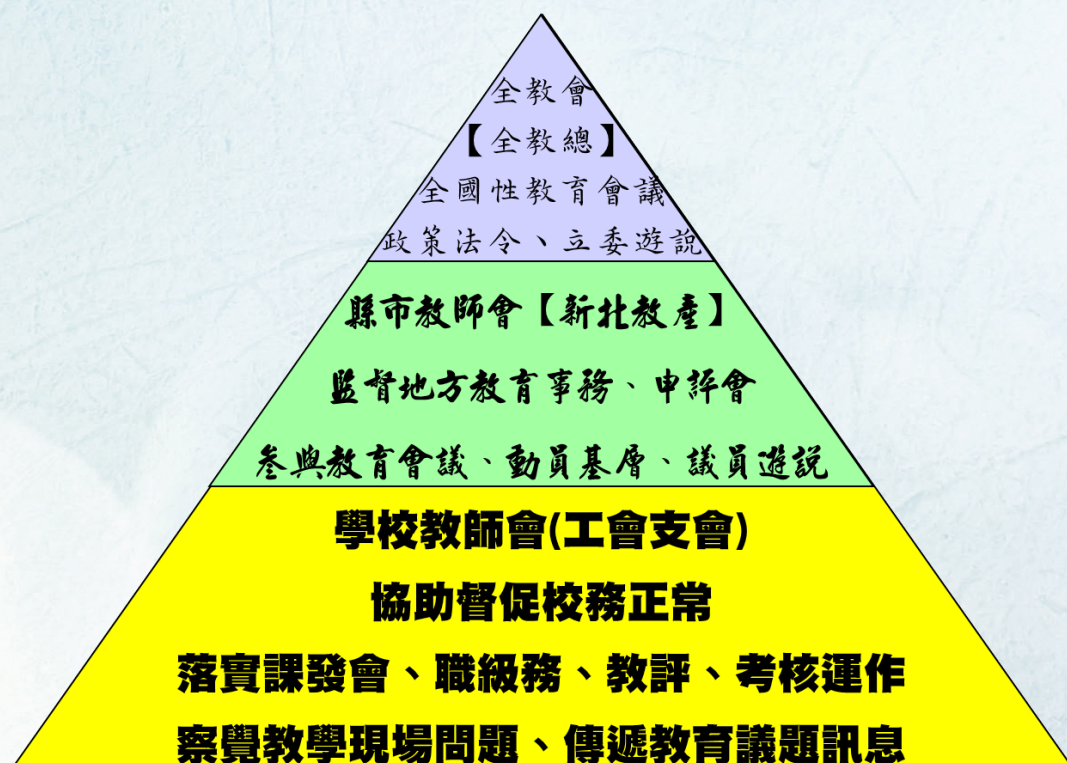 全教會
【全教總】
全國性教育會議
政策法令、立委遊說
縣市教師會【新北教產】
監督地方教育事務、申評會
參與教育會議、動員基層、議員遊說
學校教師會(工會支會)
協助督促校務正常
落實課發會、職級務、教評、考核運作
察覺教學現場問題、傳遞教育議題訊息